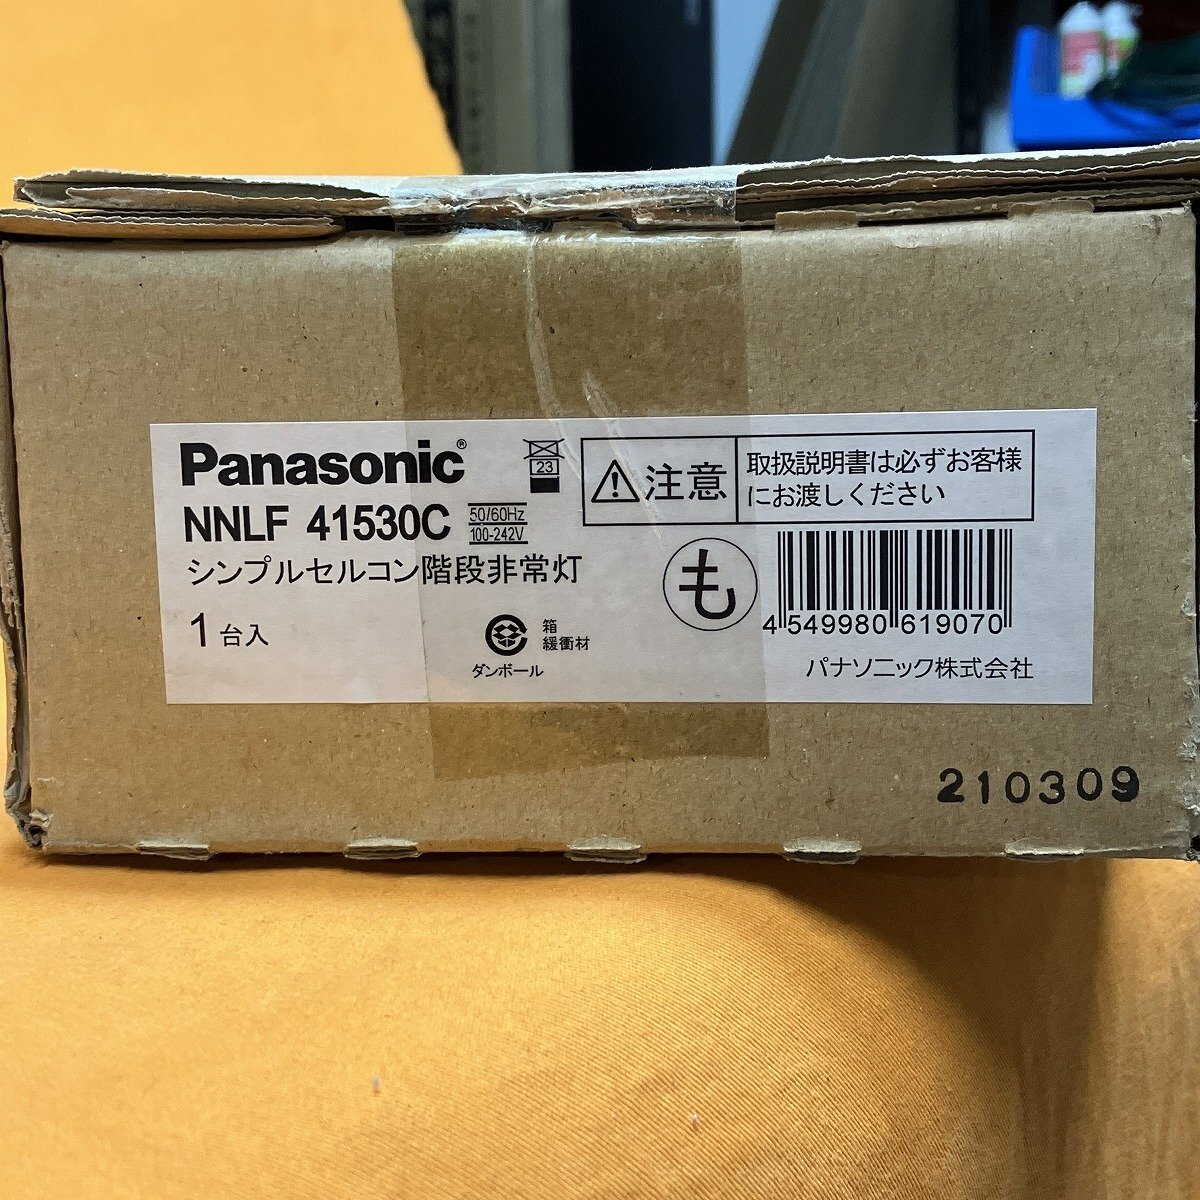 Panasonic®
NNLF 41530C
50/60Hz
100-242V
シンプルセルコン階段非常灯
1台入
23
注意
取扱説明書は必ずお客様
にお渡しください
箱
緩衝材
ダンボール
も
4 549980 619070
パナソニック株式会社
210309